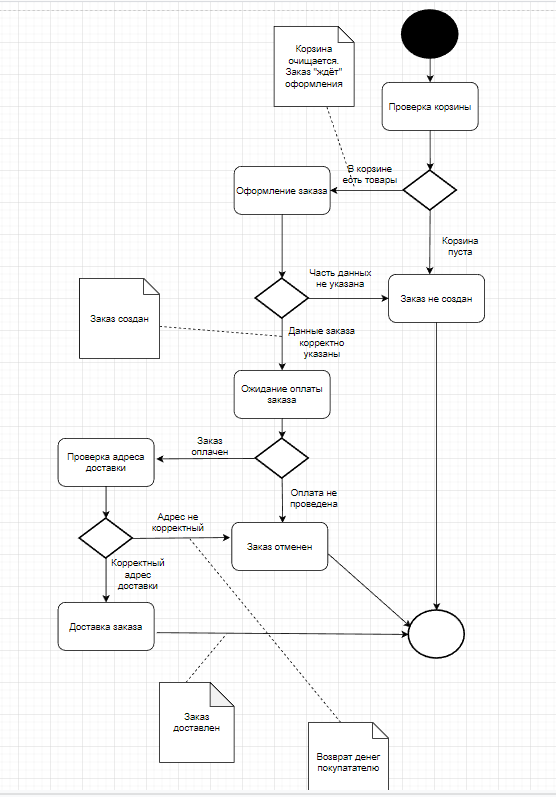 Корзина
очищается.
Заказ "ждёт"
оформления
Проверка корзины
В корзине
есть товары
Оформление заказа
Корзина
пуста
Часть данных
не указана
Заказ не создан
Заказ создан
Данные заказа
корректно
указаны
Ожидание оплаты
заказа
Заказ
оплачен
Проверка адреса
доставки
Оплата не
проведена
Адрес не
корректный
Заказ отменен
Корректный
адрес
доставки
Доставка заказа
Заказ
доставлен
Возврат денег
покупатателю